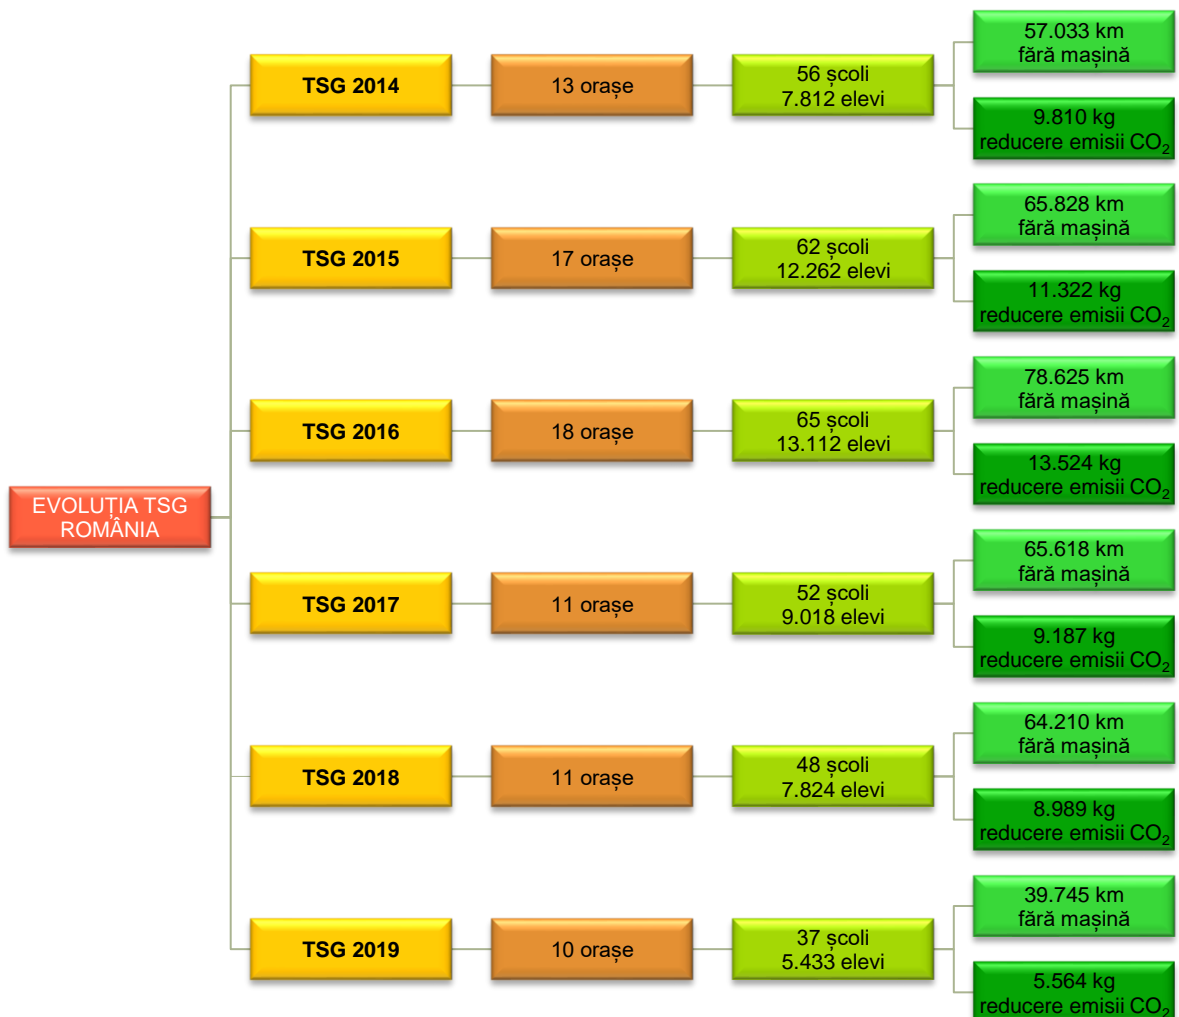 EVOLUȚIA TSG
ROMÂNIA
TSG 2014
13 orașe
56 școli
7.812 elevi
57.033 km
fără mașină
9.810 kg
reducere emisii CO₂
TSG 2015
17 orașe
62 școli
12.262 elevi
65.828 km
fără mașină
11.322 kg
reducere emisii CO₂
TSG 2016
18 orașe
65 școli
13.112 elevi
78.625 km
fără mașină
13.524 kg
reducere emisii CO₂
TSG 2017
11 orașe
52 școli
9.018 elevi
65.618 km
fără mașină
9.187 kg
reducere emisii CO₂
TSG 2018
11 orașe
48 școli
7.824 elevi
64.210 km
fără mașină
8.989 kg
reducere emisii CO₂
TSG 2019
10 orașe
37 școli
5.433 elevi
39.745 km
fără mașină
5.564 kg
reducere emisii CO₂